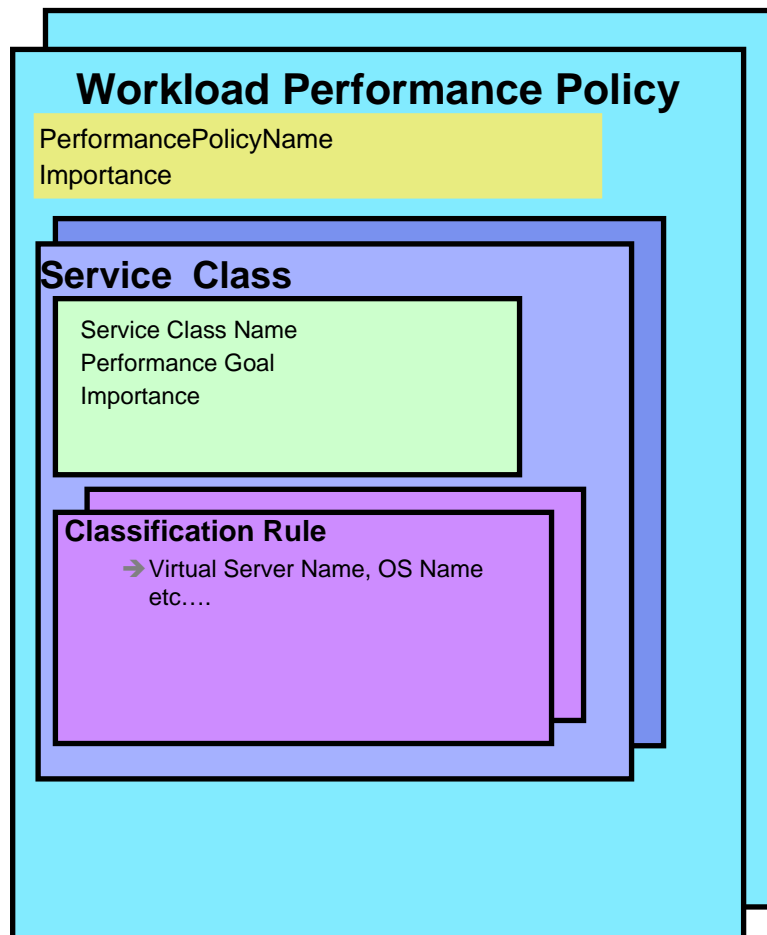 Workload Performance Policy
PerformancePolicyName
Importance
Service  Class
Service Class Name
Performance Goal
Importance
Classification Rule
➔ Virtual Server Name, OS Name
etc….